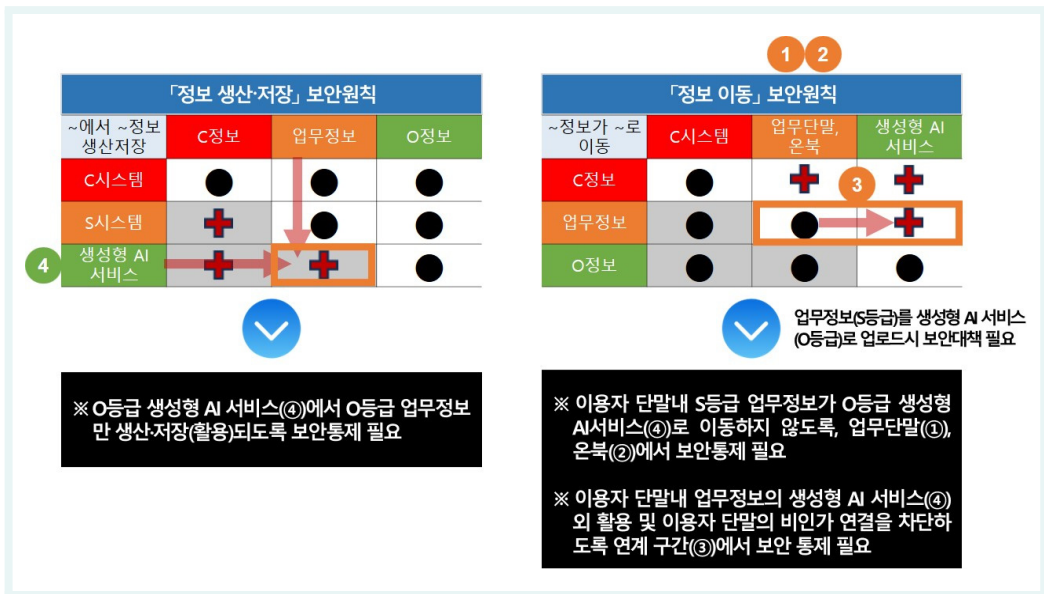 「정보 생산·저장」 보안원칙
~에서 ~정보
생산저장
C정보
업무정보
O정보
C시스템
S시스템
생성형 AI
서비스
4
※ O등급 생성형 AI 서비스(④)에서 O등급 업무정보
만 생산·저장(활용)되도록 보안통제 필요
1 2
「정보 이동」 보안원칙
~정보가 ~로
이동
C시스템
업무단말,
온북
생성형 AI
서비스
C정보
3
업무정보
O정보
업무정보(S등급)를 생성형 AI 서비스
(O등급)로 업로드시 보안대책 필요
※ 이용자 단말내 S등급 업무정보가 O등급 생성형
AI서비스(④)로 이동하지 않도록, 업무단말(①),
온북(②)에서 보안통제 필요
※ 이용자 단말내 업무정보의 생성형 AI 서비스(④)
외 활용 및 이용자 단말의 비인가 연결을 차단하
도록 연계 구간(③)에서 보안 통제 필요